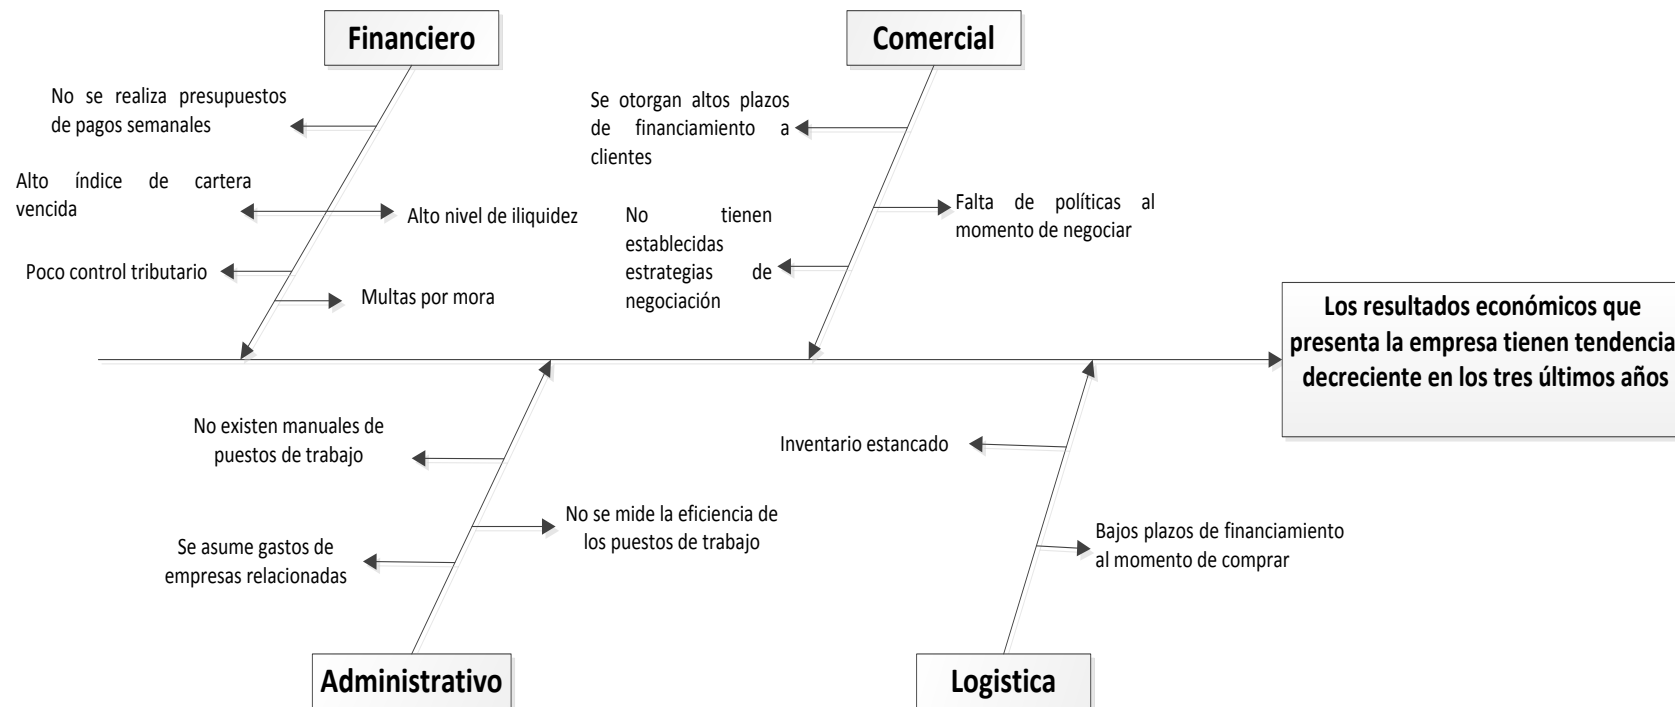 Financiero
Comercial
No se realiza presupuestos
de pagos semanales
Se otorgan altos plazos
de financiamiento a
clientes
Alto índice de cartera
vencida
Alto nivel de iliquidez
No tienen
establecidas
estrategias de
negociación
Falta de políticas al
momento de negociar
Poco control tributario
Multas por mora
Los resultados económicos que
presenta la empresa tienen tendencia
decreciente en los tres últimos años
No existen manuales de
puestos de trabajo
Inventario estancado
No se mide la eficiencia de
los puestos de trabajo
Se asume gastos de
empresas relacionadas
Bajos plazos de financiamiento
al momento de comprar
Administrativo
Logistica